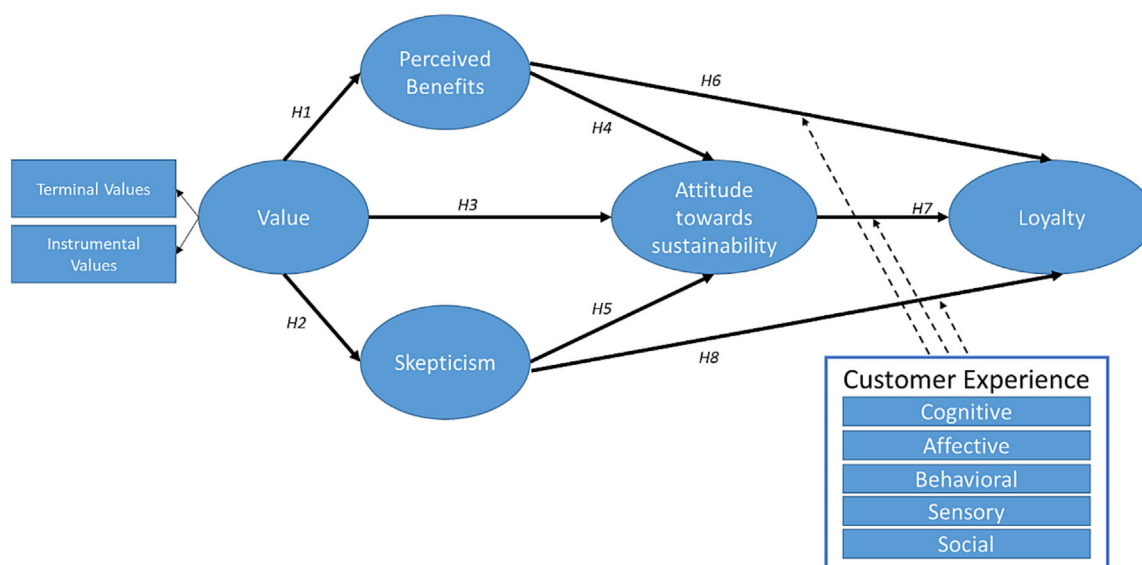 Perceived
Benefits
H6
H1
H4
Terminal Values
Instrumental
Values
Value
H3
Attitude
towards
sustainability
H7
Loyalty
H2
H5
Skepticism
H8
Customer Experience
Cognitive
Affective
Behavioral
Sensory
Social